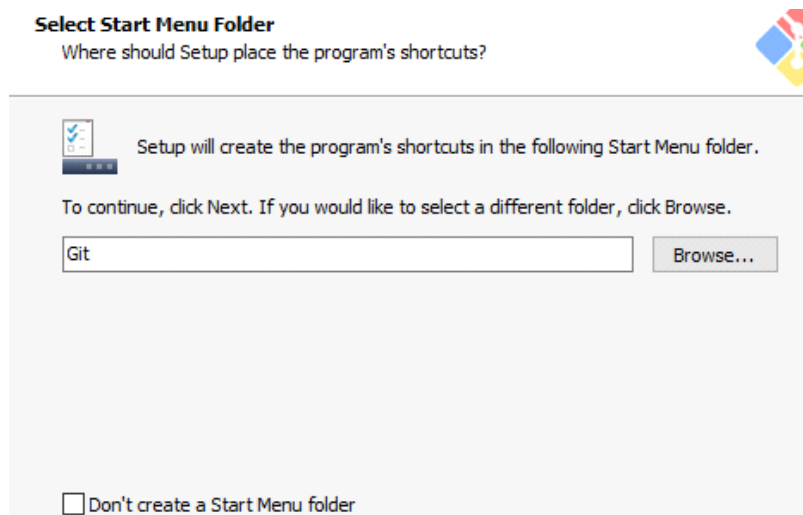 Select Start Menu Folder
Where should Setup place the program's shortcuts?
Setup will create the program's shortcuts in the following Start Menu folder.
To continue, click Next. If you would like to select a different folder, click Browse.
Git
Browse...
Don't create a Start Menu folder